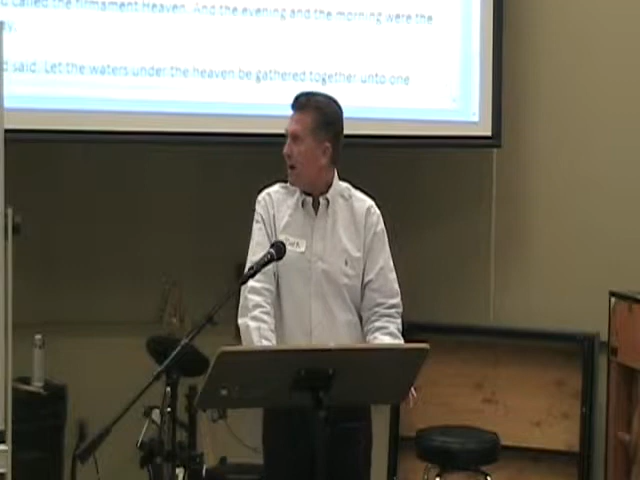 called the firmament Heaven. And the evening and the morning were the
said. Let the waters under the heaven be gathered together unto one